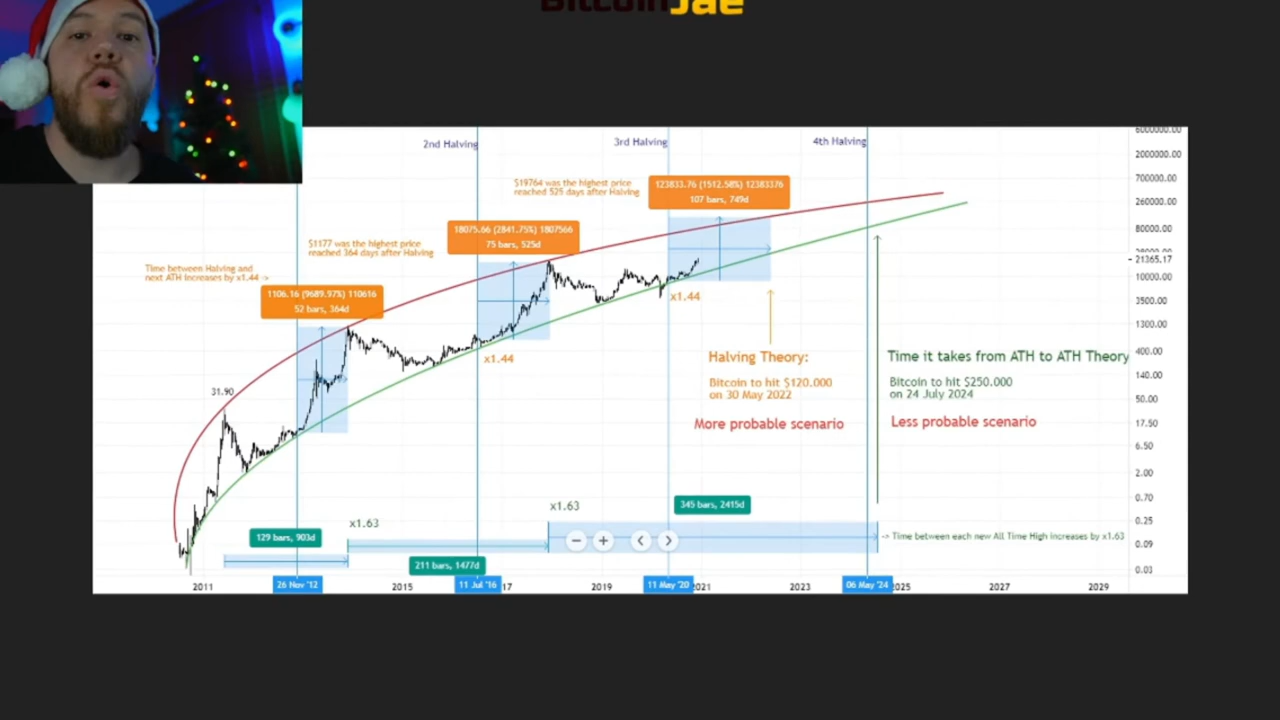 Bitcoin Jae
6000000.00
2nd Halving
3rd Halving
4th Halving
2000000.00
$19764 was the highest price
reached 525 days after Halving
123833.76 (1512.58%) 12383376
107 bars, 749d
700000.00
260000.00
18075.66 (2841.75%) 1807566
75 bars, 525d
80000.00
$1177 was the highest price
reached 364 days after Halving
21365.17
Time between Halving and
next ATH increases by x1.44 ->
10000.00
1106.16 (9689.97%) 110616
52 bars, 364d
x1.44
3500.00
1300.00
x1.44
400.00
Halving Theory:
Bitcoin to hit $120.000
on 30 May 2022
More probable scenario
Time it takes from ATH to ATH Theory
Bitcoin to hit $250.000
on 24 July 2024
Less probable scenario
140.00
31.90
50.00
17.50
6.50
2.00
0.70
x1.63
345 bars, 2415d
x1.63
0.25
129 bars, 903d
-> Time between each new All Time High increases by x1.63
0.09
211 bars, 1477d
0.03
2011
26 Nov '12
2015
11 Jul '16
17
2019
11 May '20
2021
2023
06 May '24
2025
2027
2029